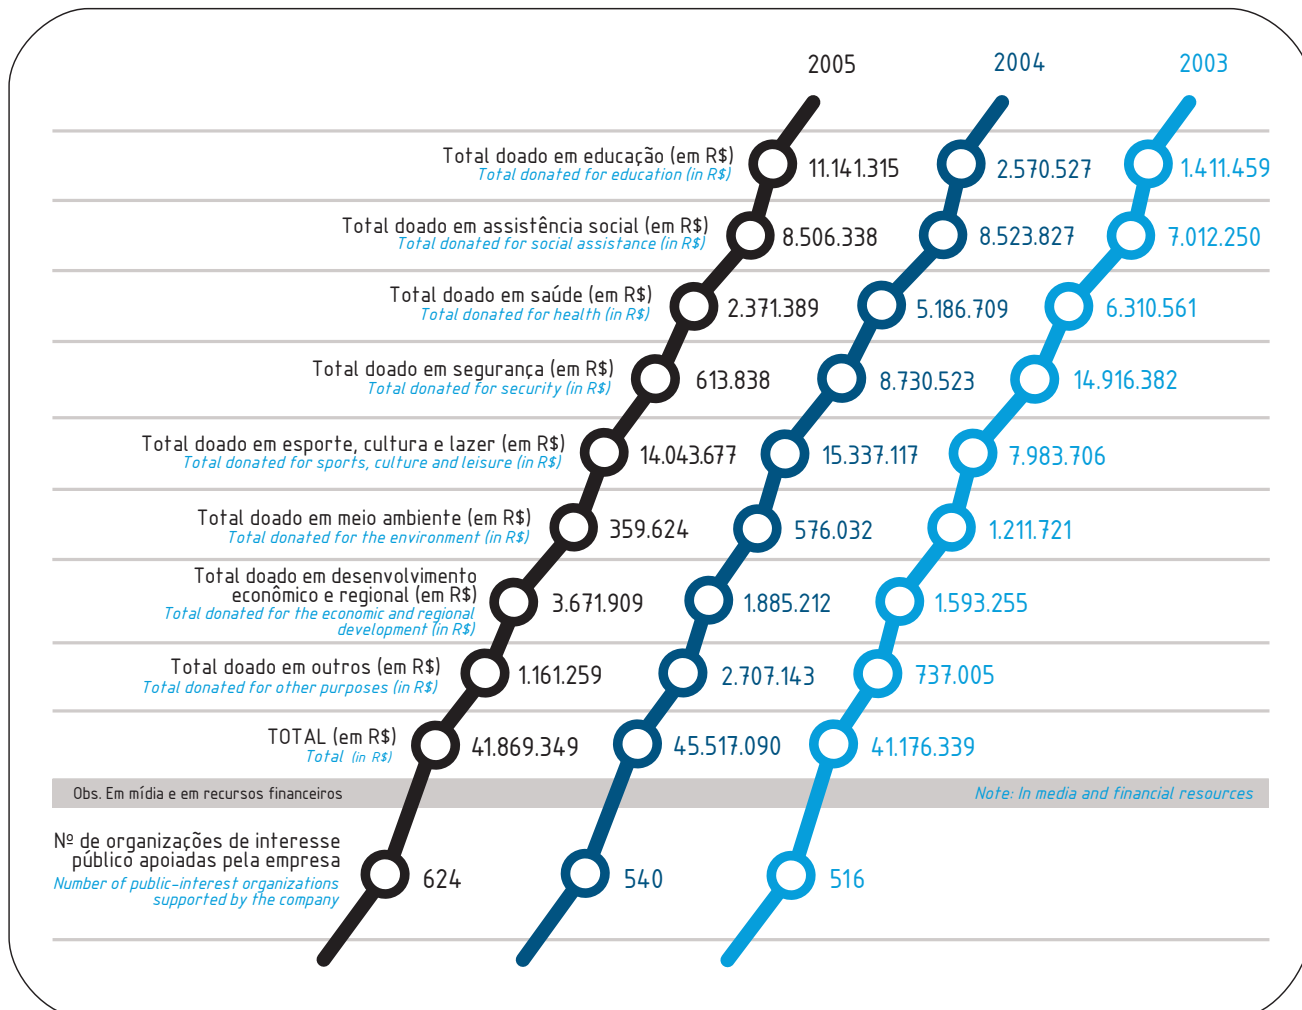 2005
2004
2003
Total doado em educação (em R$)
Total donated for education (in R$)
11.141.315
2.570.527
1.411.459
Total doado em assistência social (em R$)
Total donated for social assistance (in R$)
8.506.338
8.523.827
7.012.250
Total doado em saúde (em R$)
Total donated for health (in R$)
2.371.389
5.186.709
6.310.561
Total doado em segurança (em R$)
Total donated for security (in R$)
613.838
8.730.523
14.916.382
Total doado em esporte, cultura e lazer (em R$)
Total donated for sports, culture and leisure (in R$)
14.043.677
15.337.117
7.983.706
Total doado em meio ambiente (em R$)
Total donated for the environment (in R$)
359.624
576.032
1.211.721
Total doado em desenvolvimento
econômico e regional (em R$)
Total donated for the economic and regional
development (in R$)
3.671.909
1.885.212
1.593.255
Total doado em outros (em R$)
Total donated for other purposes (in R$)
1.161.259
2.707.143
737.005
TOTAL (em R$)
Total (in R$)
41.869.349
45.517.090
41.176.339
Obs. Em mídia e em recursos financeiros
Note: In media and financial resources
Nº de organizações de interesse
público apoiadas pela empresa
Number of public-interest organizations
supported by the company
624
540
516